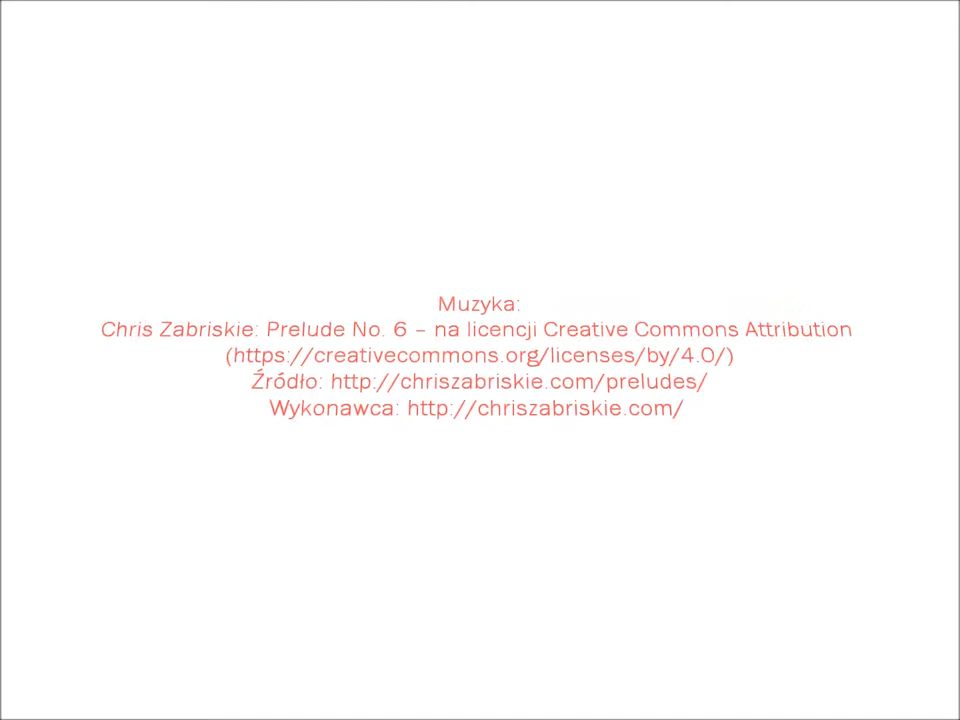 Muzyka:
Chris Zabriskie: Prelude No. 6 – na licencji Creative Commons Attribution
(https://creativecommons.org/licenses/by/4.0/)
Źródło: http://chriszabriskie.com/preludes/
Wykonawca: http://chriszabriskie.com/